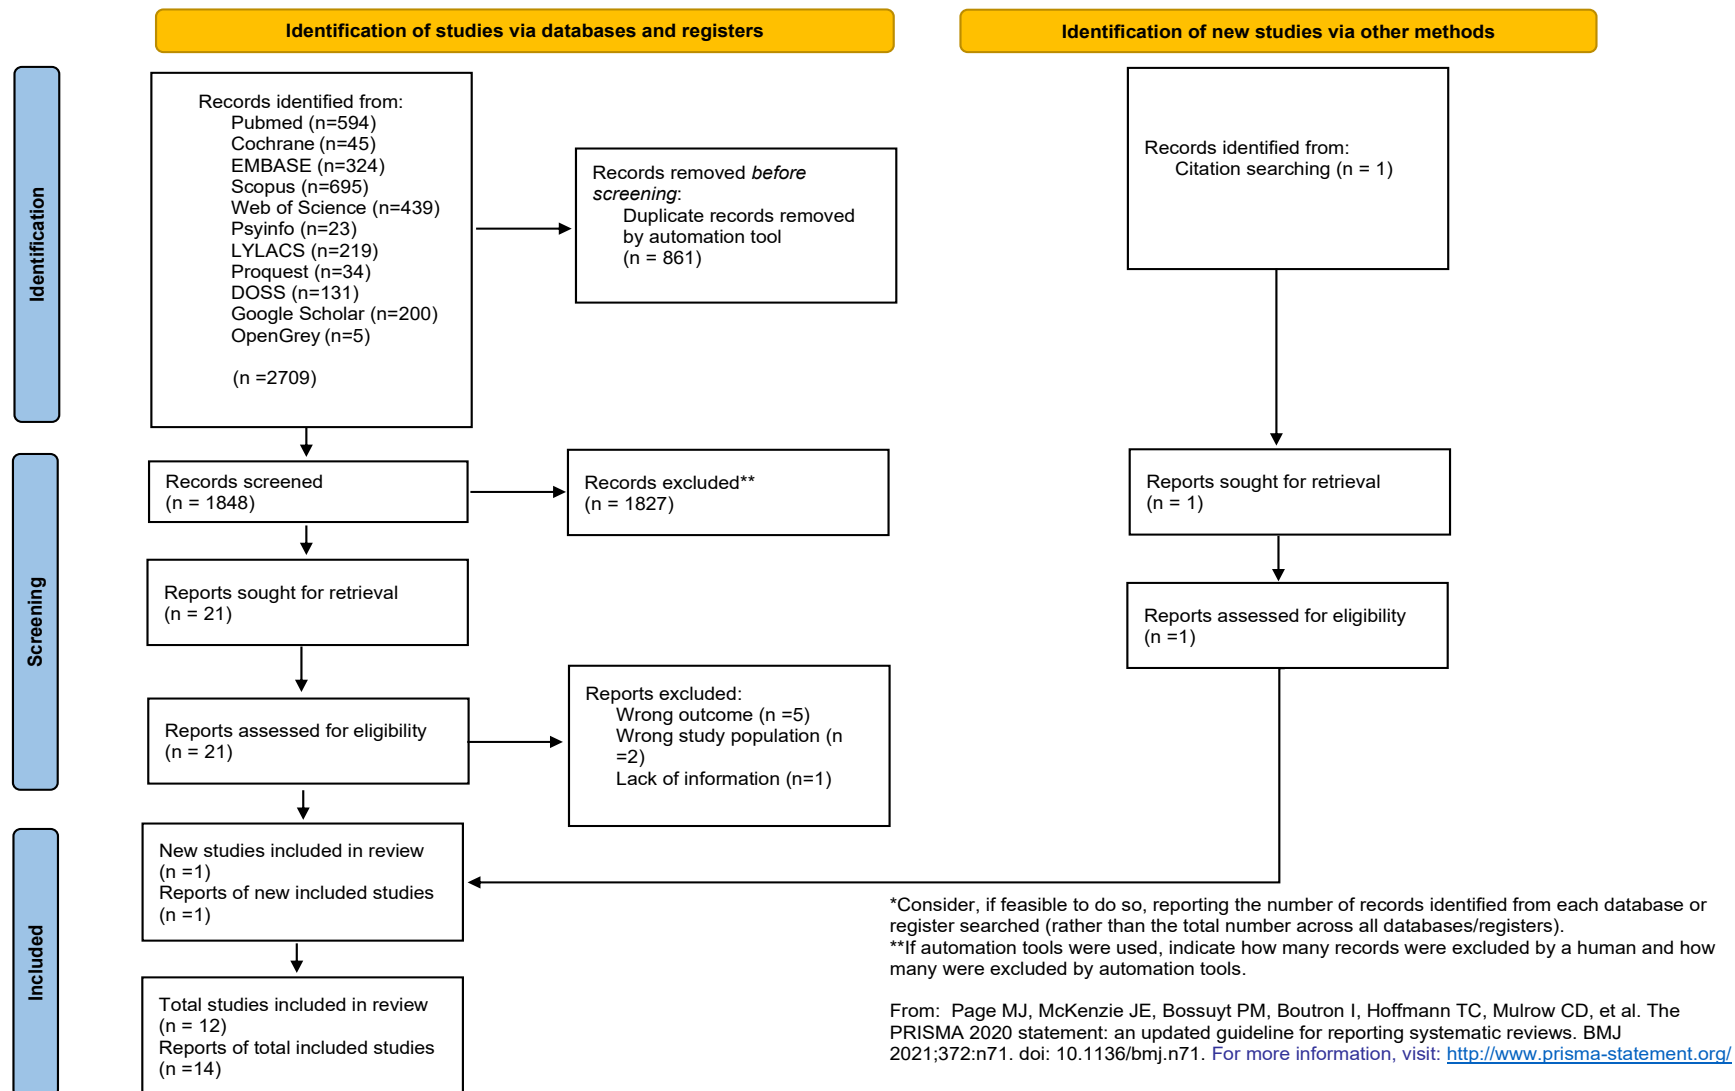 Identification of studies via databases and registers
Identification of new studies via other methods
Identification
Records identified from:
Pubmed (n=594)
Cochrane (n=45)
EMBASE (n=324)
Scopus (n=695)
Web of Science (n=439)
Psyinfo (n=23)
LYLACS (n=219)
Proquest (n=34)
DOSS (n=131)
Google Scholar (n=200)
OpenGrey (n=5)
(n =2709)
Records removed before
screening:
Duplicate records removed
by automation tool
(n = 861)
Records identified from:
Citation searching (n = 1)
Screening
Records screened
(n = 1848)
Records excluded**
(n = 1827)
Reports sought for retrieval
(n = 1)
Reports sought for retrieval
(n = 21)
Reports assessed for eligibility
(n =1)
Reports assessed for eligibility
(n = 21)
Reports excluded:
Wrong outcome (n =5)
Wrong study population (n
=2)
Lack of information (n=1)
Included
New studies included in review
(n =1)
Reports of new included studies
(n =1)
Total studies included in review
(n = 12)
Reports of total included studies
(n =14)
*Consider, if feasible to do so, reporting the number of records identified from each database or
register searched (rather than the total number across all databases/registers).
**If automation tools were used, indicate how many records were excluded by a human and how
many were excluded by automation tools.
From: Page MJ, McKenzie JE, Bossuyt PM, Boutron I, Hoffmann TC, Mulrow CD, et al. The
PRISMA 2020 statement: an updated guideline for reporting systematic reviews. BMJ
2021;372:n71. doi: 10.1136/bmj.n71. For more information, visit: http://www.prisma-statement.org/